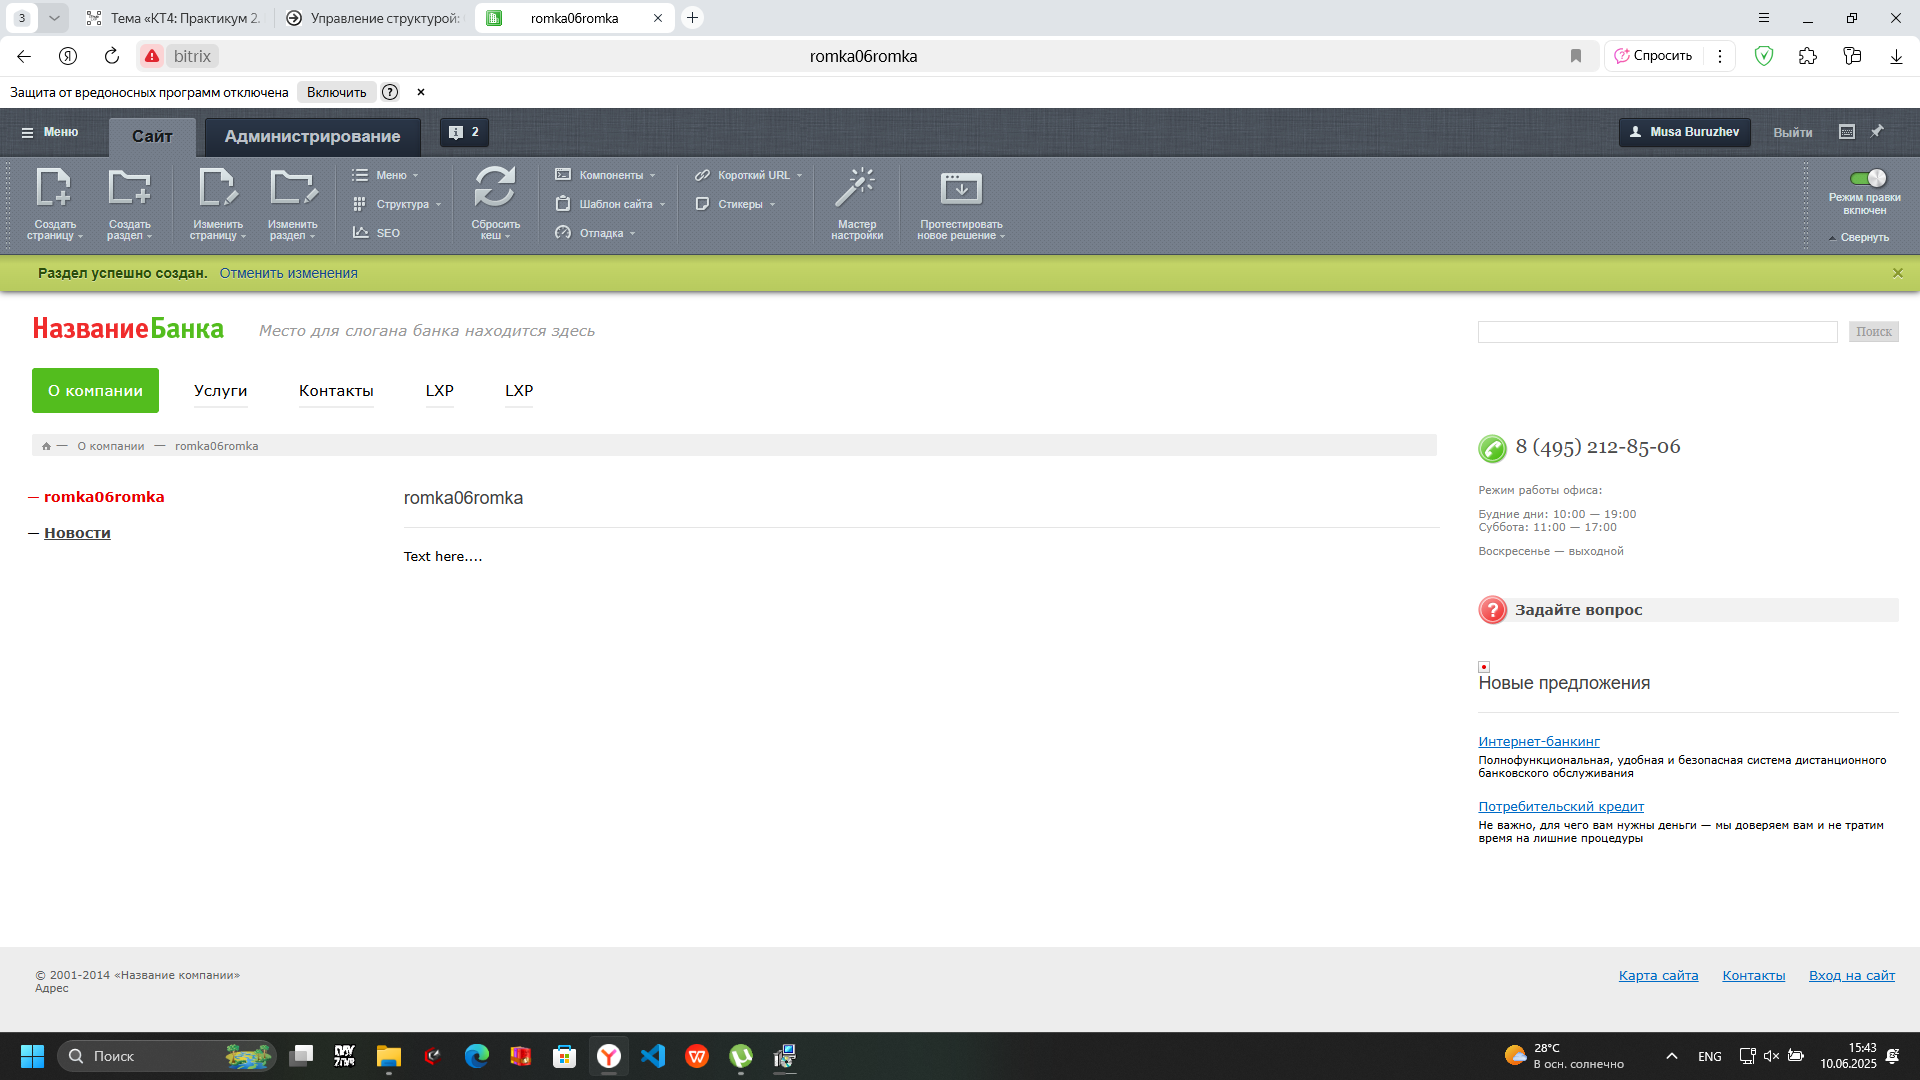 3
Тема «КТ4: Практикум 2.
Управление структурой:
romka06romka
bitrix
romka06romka
Спросить
Защита от вредоносных программ отключена
Включить
Меню
Сайт
Администрирование
2
Musa Buruzhev
Выйти
Создать страницу
Создать раздел
Изменить страницу
Изменить раздел
Меню
Структура
SEO
Сбросить кеш
Компоненты
Шаблон сайта
Отладка
Короткий URL
Стикеры
Мастер настройки
Протестировать новое решение
Режим правки включен
Свернуть
Раздел успешно создан. Отменить изменения
НазваниеБанка
Место для слогана банка находится здесь
Поиск
О компании
Услуги
Контакты
LXP
LXP
— О компании — romka06romka
8 (495) 212-85-06
— romka06romka
— Новости
romka06romka
Text here....
Режим работы офиса:
Будние дни: 10:00 — 19:00
Суббота: 11:00 — 17:00
Воскресенье — выходной
Задайте вопрос
Новые предложения
Интернет-банкинг
Полнофункциональная, удобная и безопасная система дистанционного
банковского обслуживания
Потребительский кредит
Не важно, для чего вам нужны деньги — мы доверяем вам и не тратим
время на лишние процедуры
© 2001-2014 «Название компании»
Адрес
Карта сайта
Контакты
Вход на сайт
Поиск
28°C
В осн. солнечно
ENG
15:43
10.06.2025